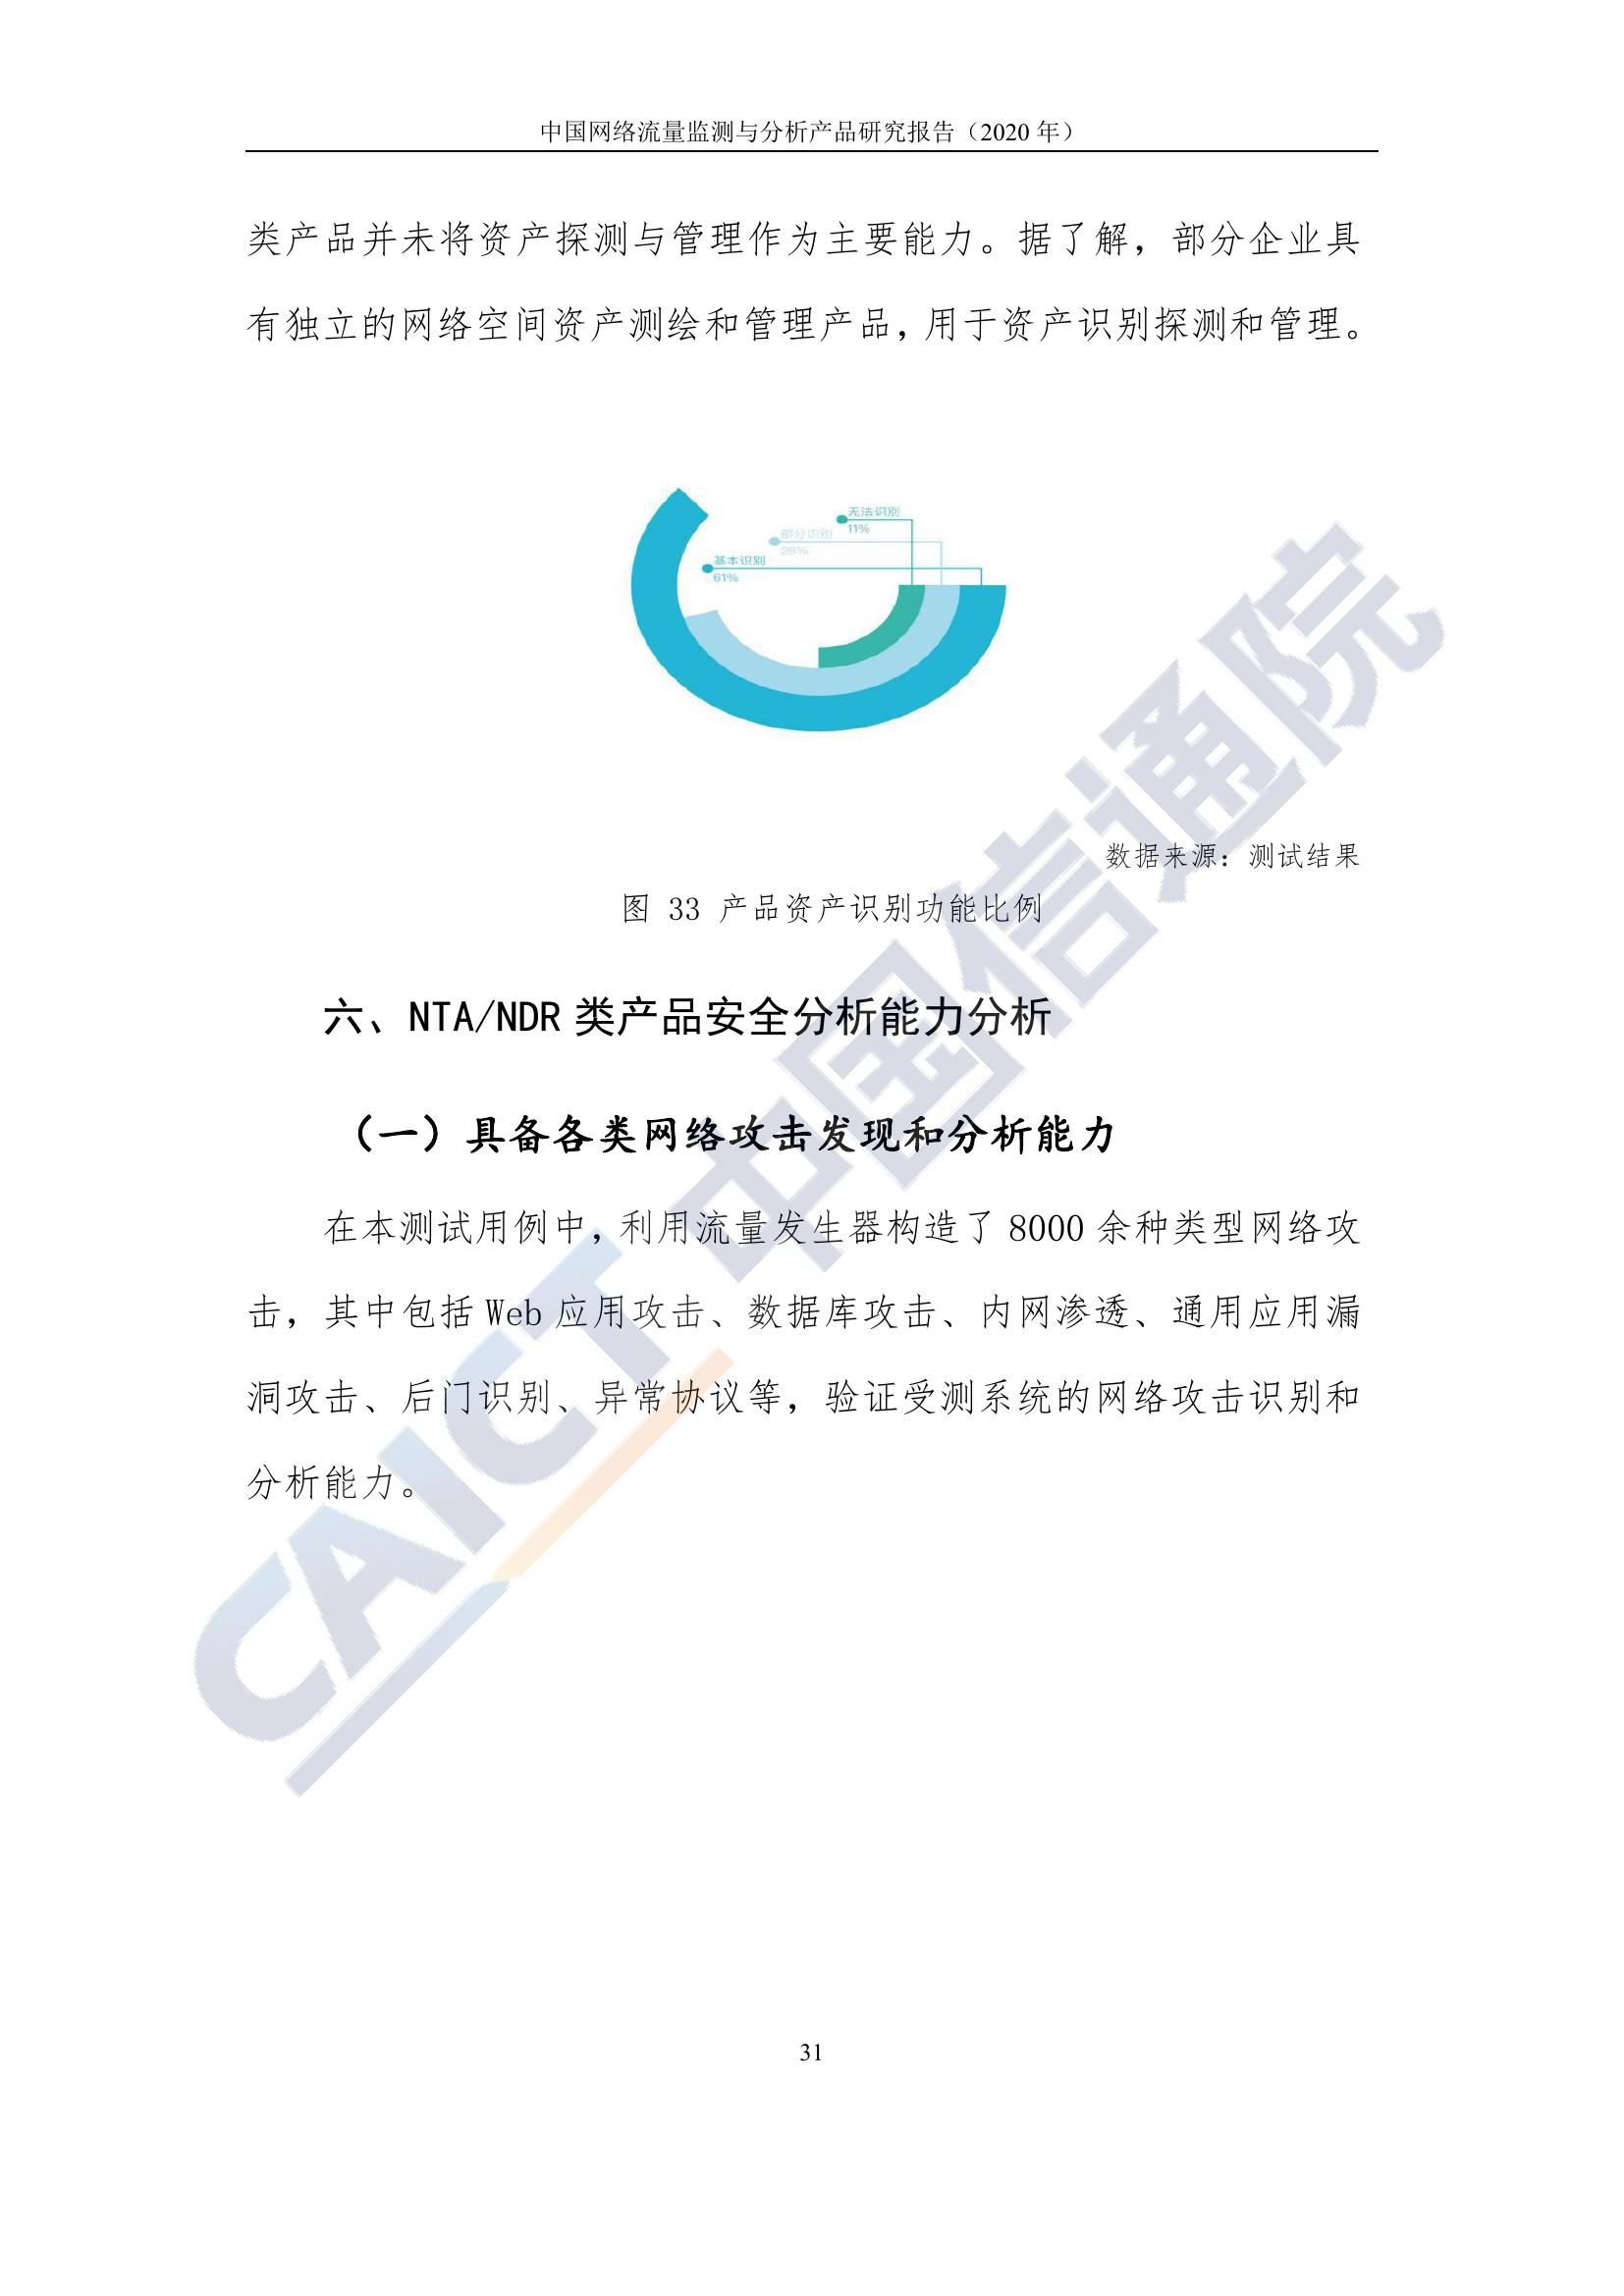 中国网络流量监测与分析产品研究报告（2020 年）
类产品并未将资产探测与管理作为主要能力。据了解，部分企业具
有独立的网络空间资产测绘和管理产品，用于资产识别探测和管理。
无法识别
11%
部分识别
28%
基本识别
61%
数据来源：测试结果
图 33 产品资产识别功能比例
六、NTA/NDR 类产品安全分析能力分析
（一）具备各类网络攻击发现和分析能力
在本测试用例中，利用流量发生器构造了 8000 余种类型网络攻
击，其中包括 Web 应用攻击、数据库攻击、内网渗透、通用应用漏
洞攻击、后门识别、异常协议等，验证受测系统的网络攻击识别和
分析能力。
CAICT 中国信通院
31